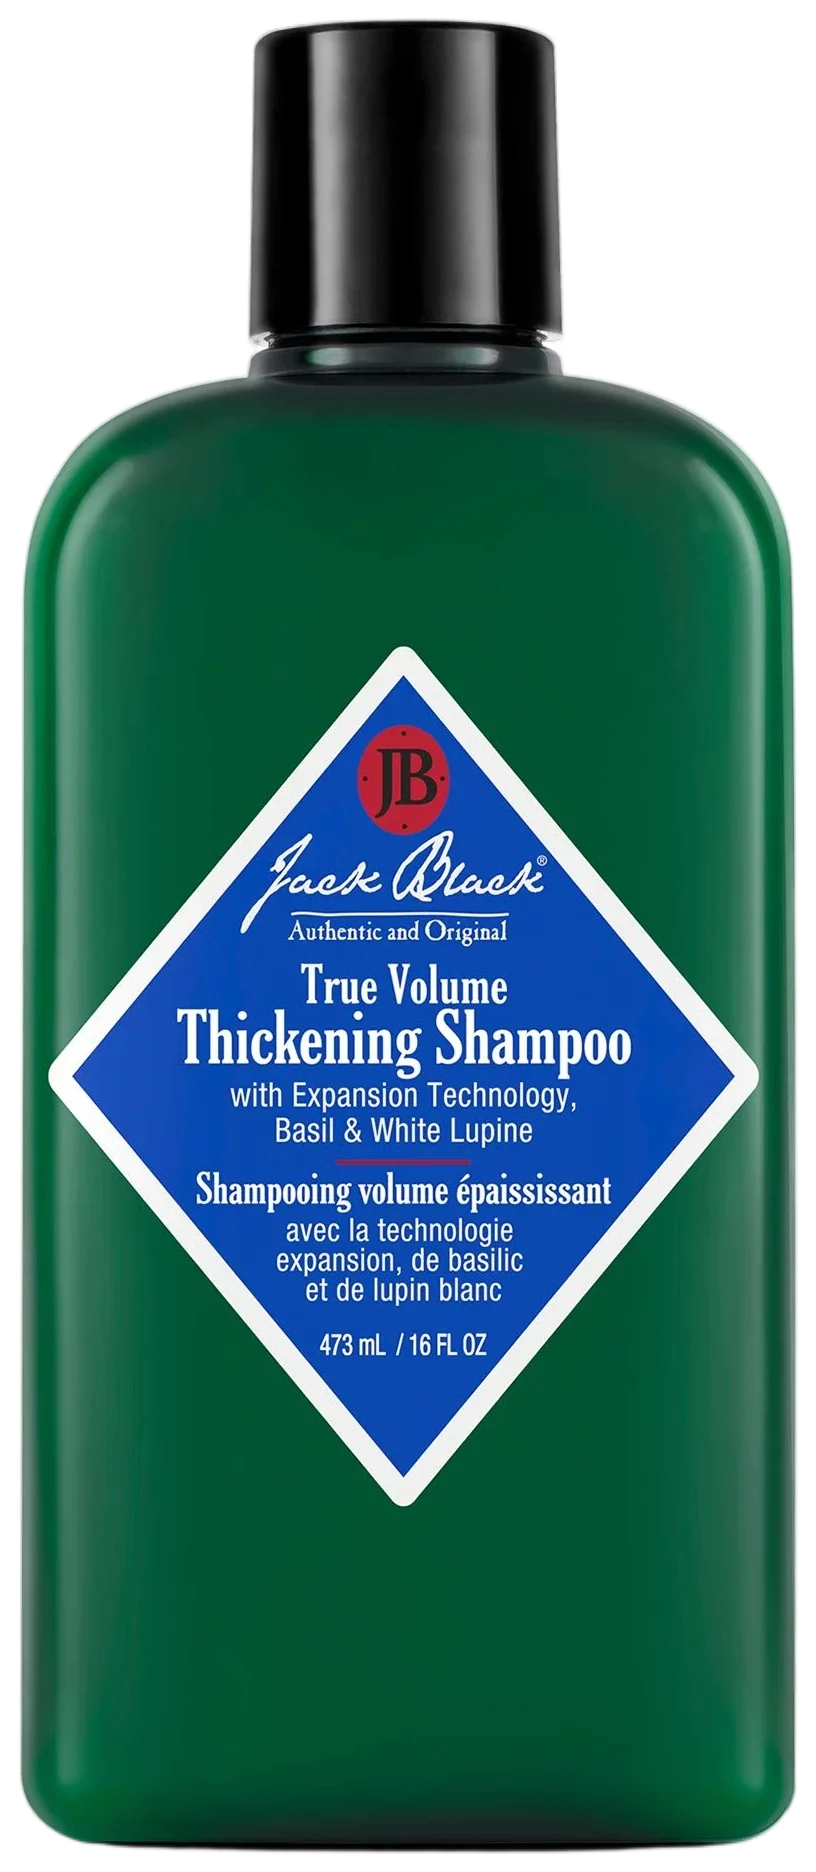 JB
Jack Black®
Authentic and Original
True Volume
Thickening Shampoo
with Expansion Technology,
Basil & White Lupine
Shampooing volume épaississant
avec la technologie
expansion, de basilic
et de lupin blanc
473 mL / 16 FL OZ